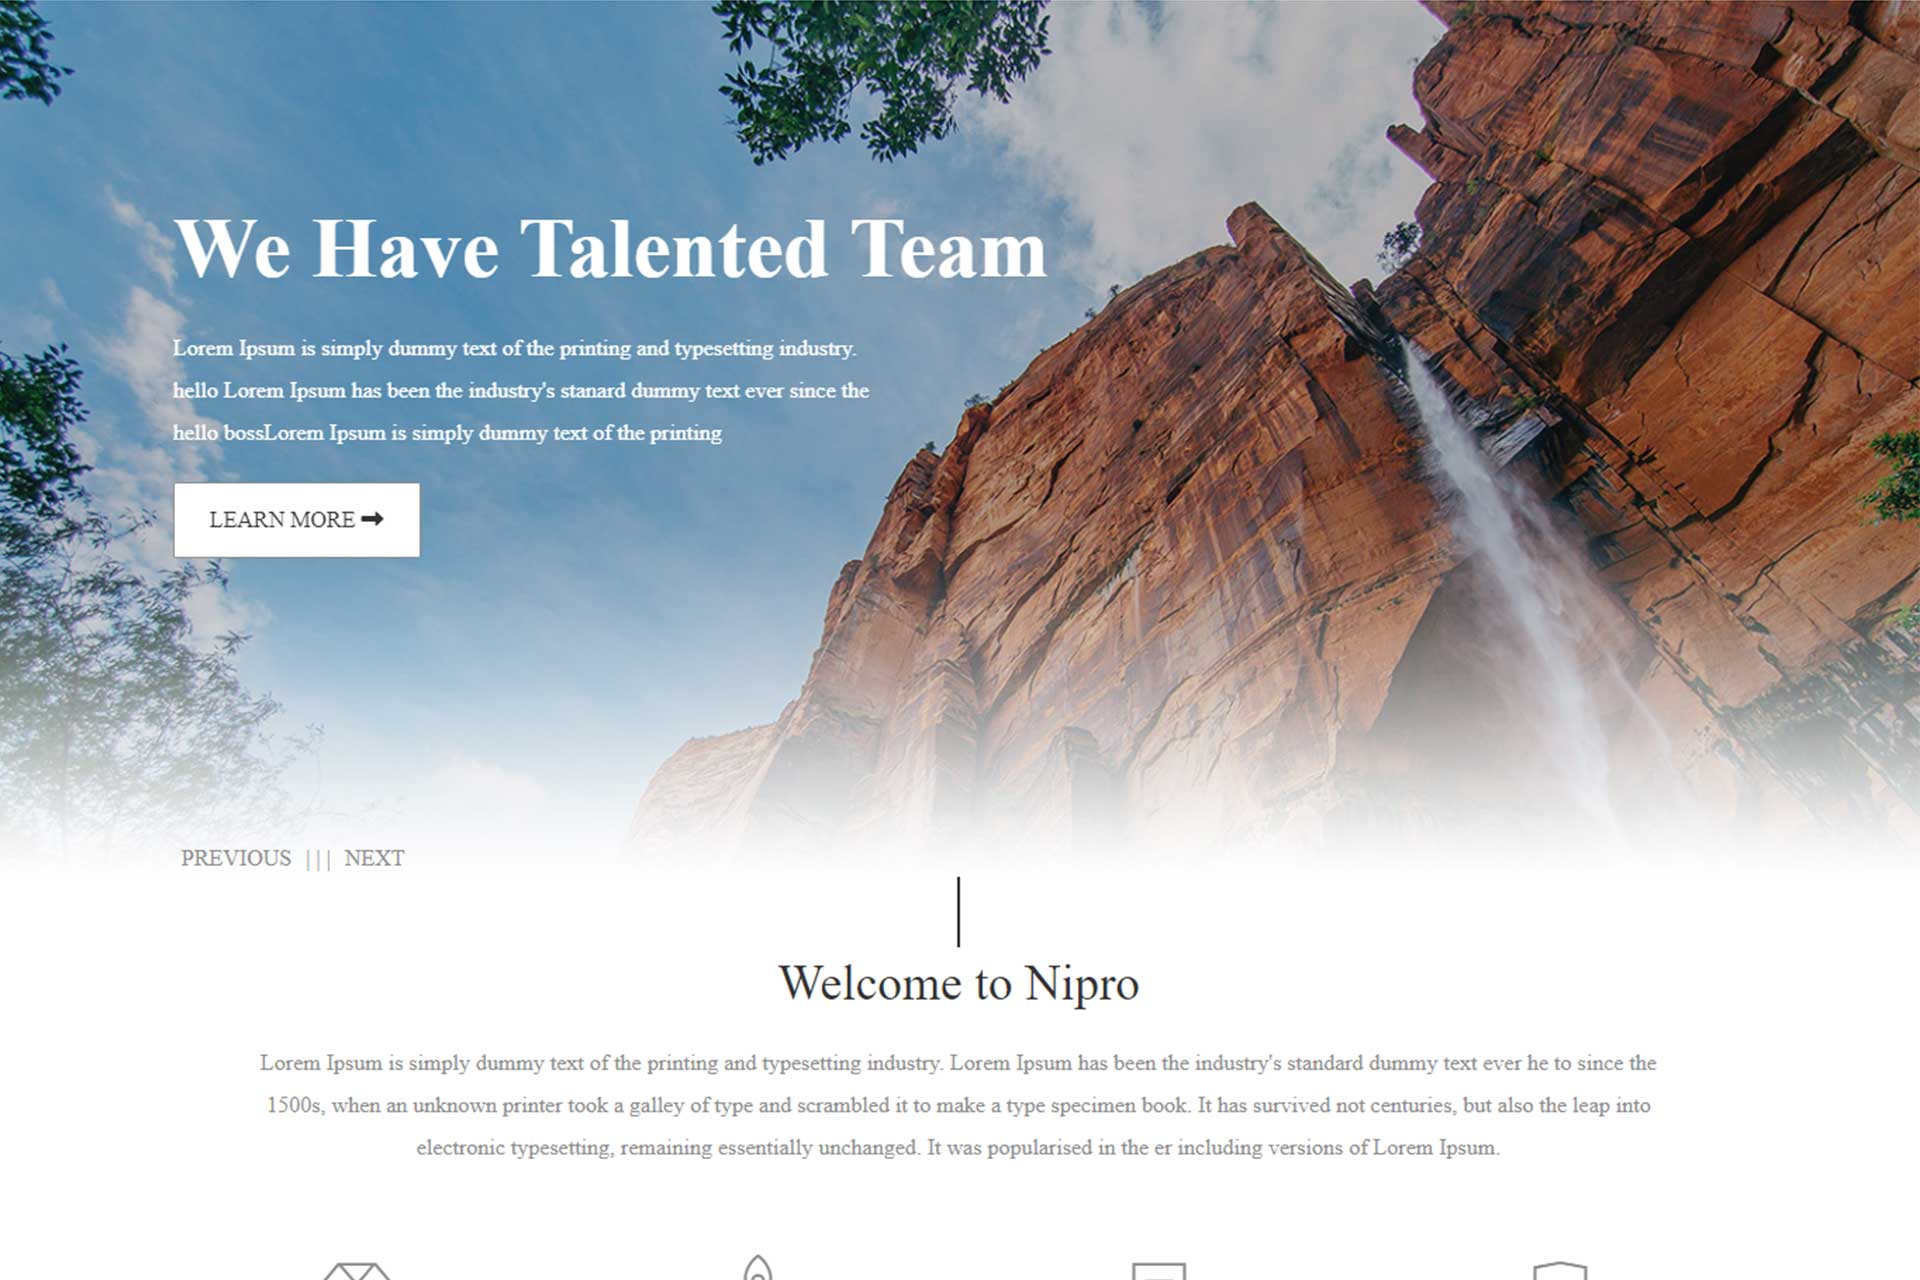 We Have Talented Team
Lorem Ipsum is simply dummy text of the printing and typesetting industry.
hello Lorem Ipsum has been the industry's stanard dummy text ever since the
hello bossLorem Ipsum is simply dummy text of the printing
LEARN MORE
PREVIOUS ||| NEXT
Welcome to Nipro
Lorem Ipsum is simply dummy text of the printing and typesetting industry. Lorem Ipsum has been the industry's standard dummy text ever he to since the
1500s, when an unknown printer took a galley of type and scrambled it to make a type specimen book. It has survived not centuries, but also the leap into
electronic typesetting, remaining essentially unchanged. It was popularised in the er including versions of Lorem Ipsum.